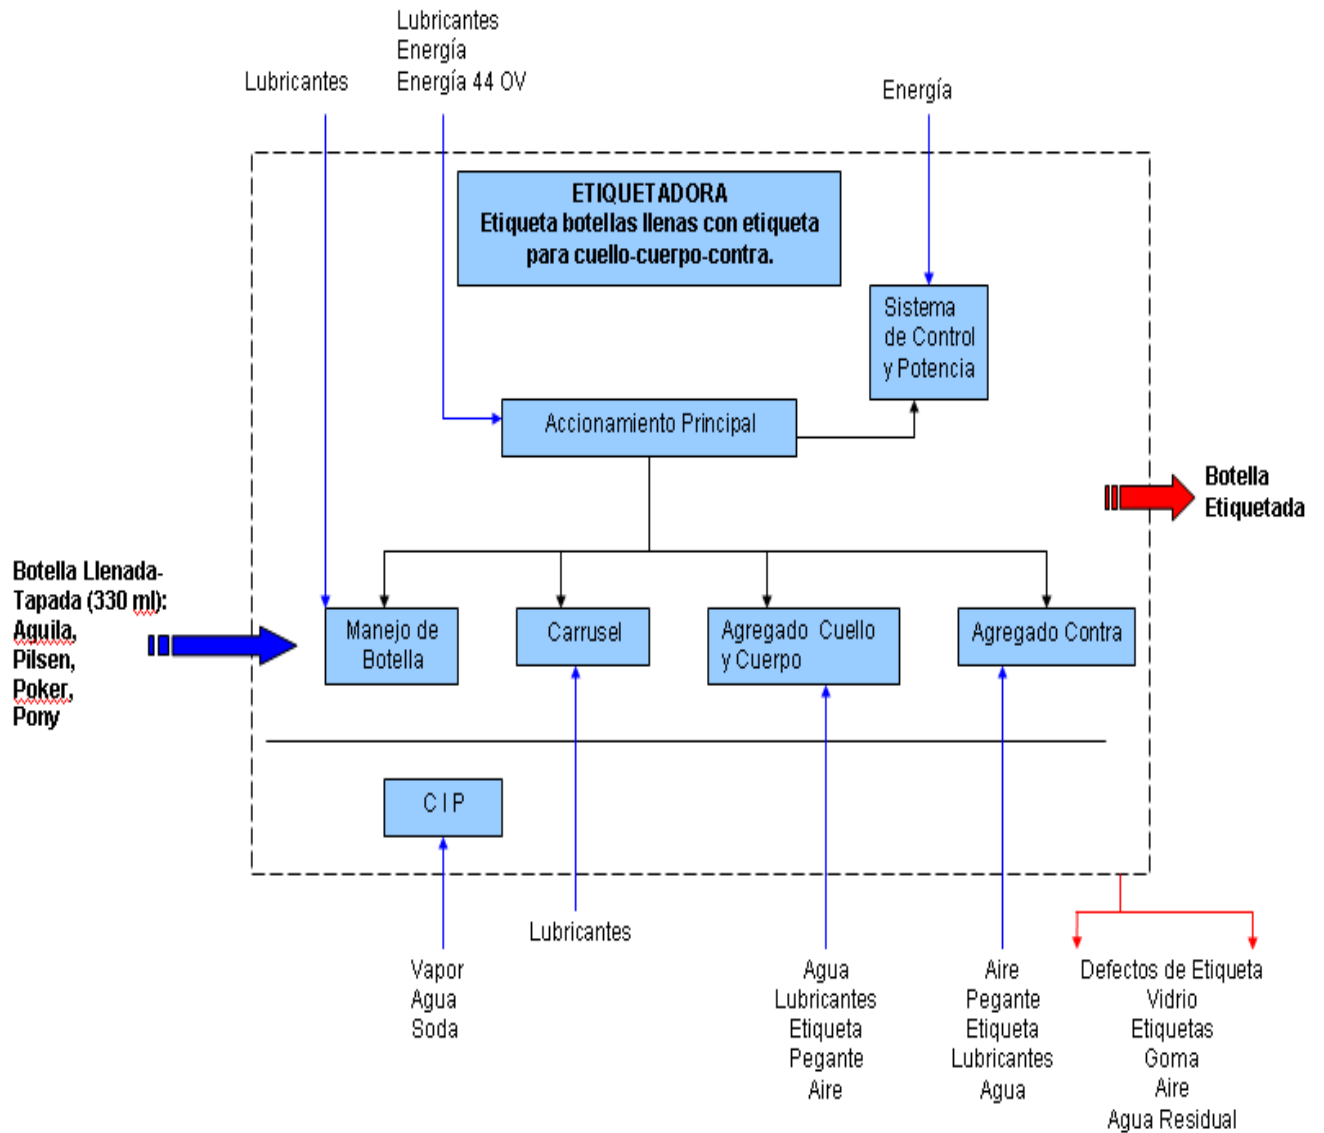 Lubricantes
Energía
Energía 44 OV
Lubricantes
Energía
ETIQUETADORA
Etiqueta botellas llenas con etiqueta
para cuello-cuerpo-contra.
Sistema
de Control
y Potencia
Accionamiento Principal
Botella
Etiquetada
Botella Llenada-
Tapada (330 ml):
Aquila,
Pilsen,
Poker,
Pony
Manejo de
Botella
Carrusel
Agregado Cuello
y Cuerpo
Agregado Contra
C I P
Lubricantes
Vapor
Agua
Soda
Agua
Lubricantes
Etiqueta
Pegante
Aire
Aire
Pegante
Etiqueta
Lubricantes
Agua
Defectos de Etiqueta
Vidrio
Etiquetas
Goma
Aire
Agua Residual